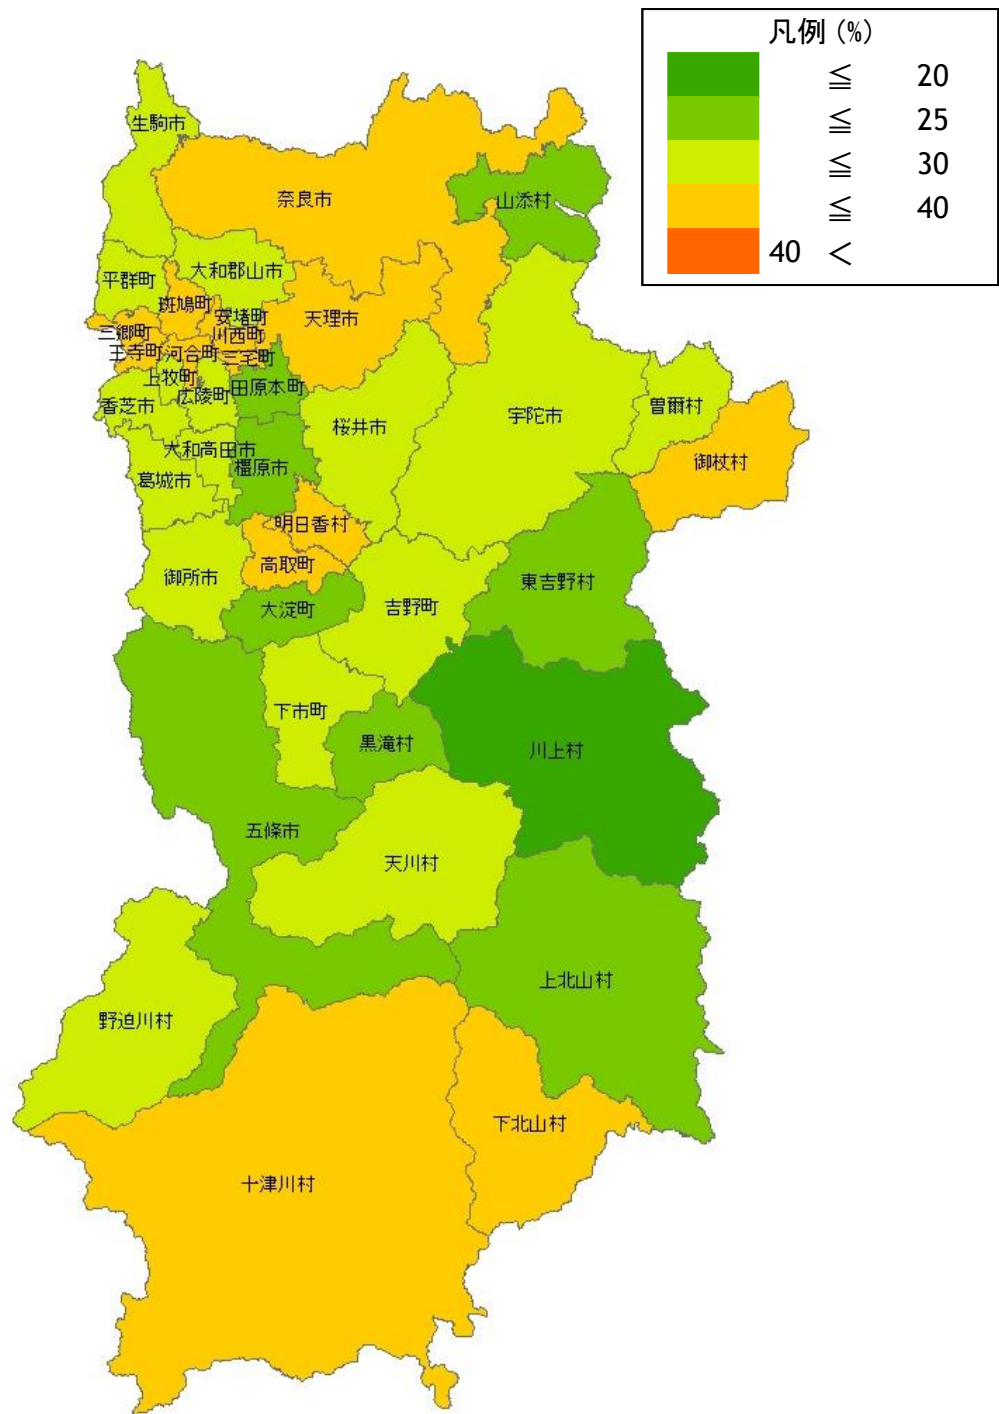 凡例 (%)
≦ 20
≦ 25
≦ 30
≦ 40
40 <
生駒市
奈良市
山添村
平群町
大和郡山市
斑鳩町
安堵町
天理市
三郷町
川西町
王寺町
河合町
三宅町
上牧町
広陵町
田原本町
香芝市
桜井市
宇陀市
曽爾村
大和高田市
橿原市
葛城市
御杖村
明日香村
高取町
御所市
東吉野村
大淀町
吉野町
下市町
黒滝村
川上村
五條市
天川村
上北山村
野迫川村
下北山村
十津川村